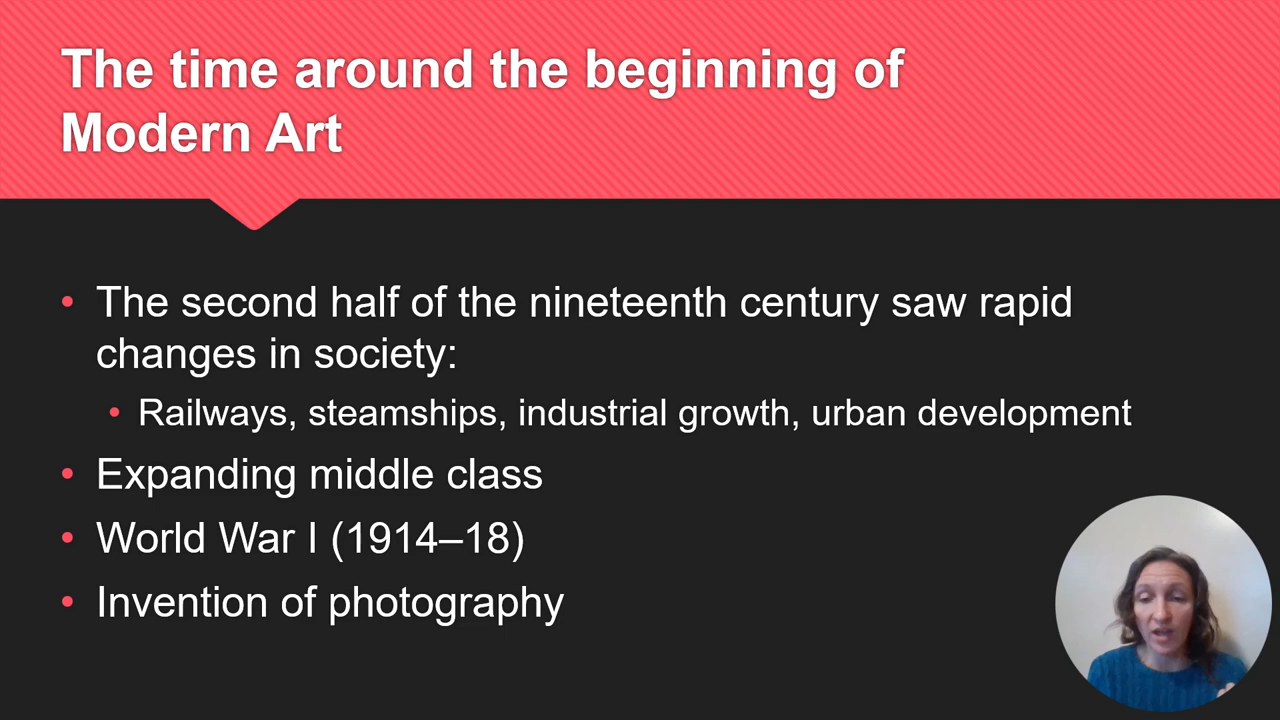 The time around the beginning of
Modern Art
• The second half of the nineteenth century saw rapid
changes in society:
• Railways, steamships, industrial growth, urban development
• Expanding middle class
• World War I (1914–18)
• Invention of photography